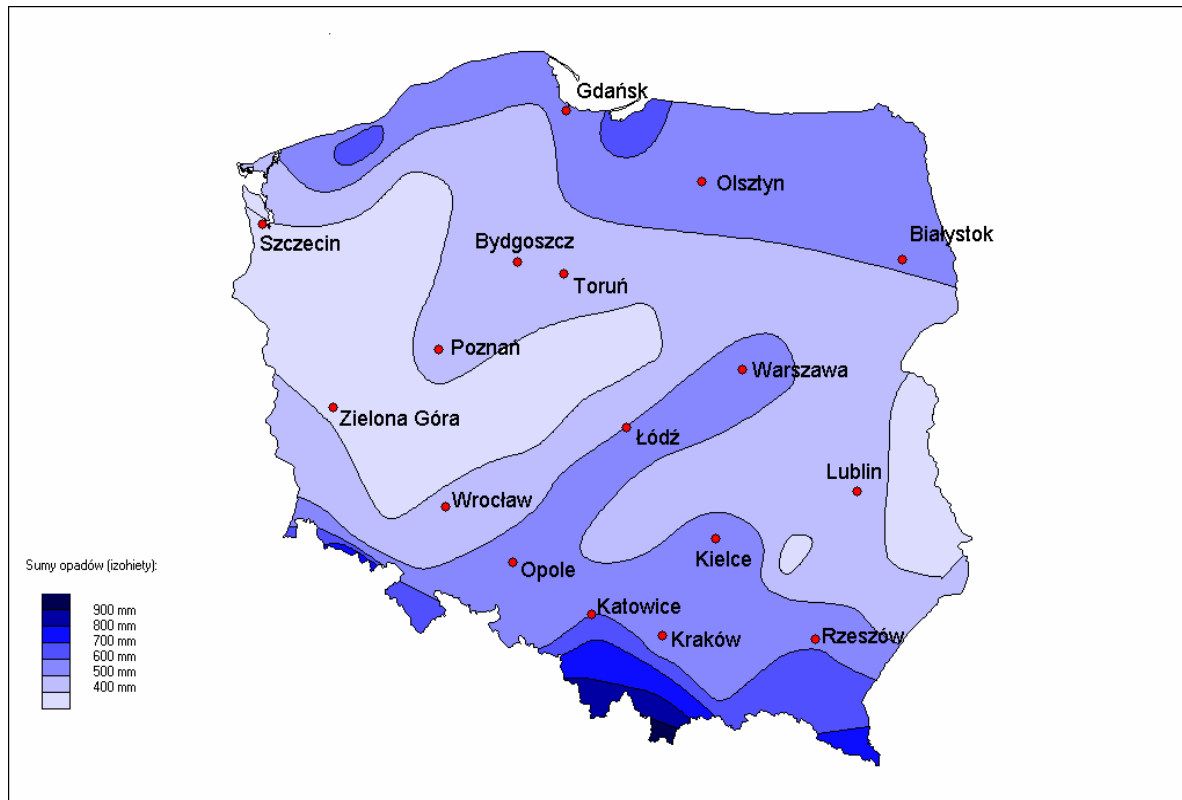 Gdańsk
Olsztyn
Szczecin
Białystok
Bydgoszcz
Toruń
Poznań
Warszawa
Zielona Góra
Łódź
Lublin
Wrocław
Kielce
Opole
Katowice
Kraków
Rzeszów
Sumy opadów (izohiety):
900 mm
800 mm
700 mm
600 mm
500 mm
400 mm